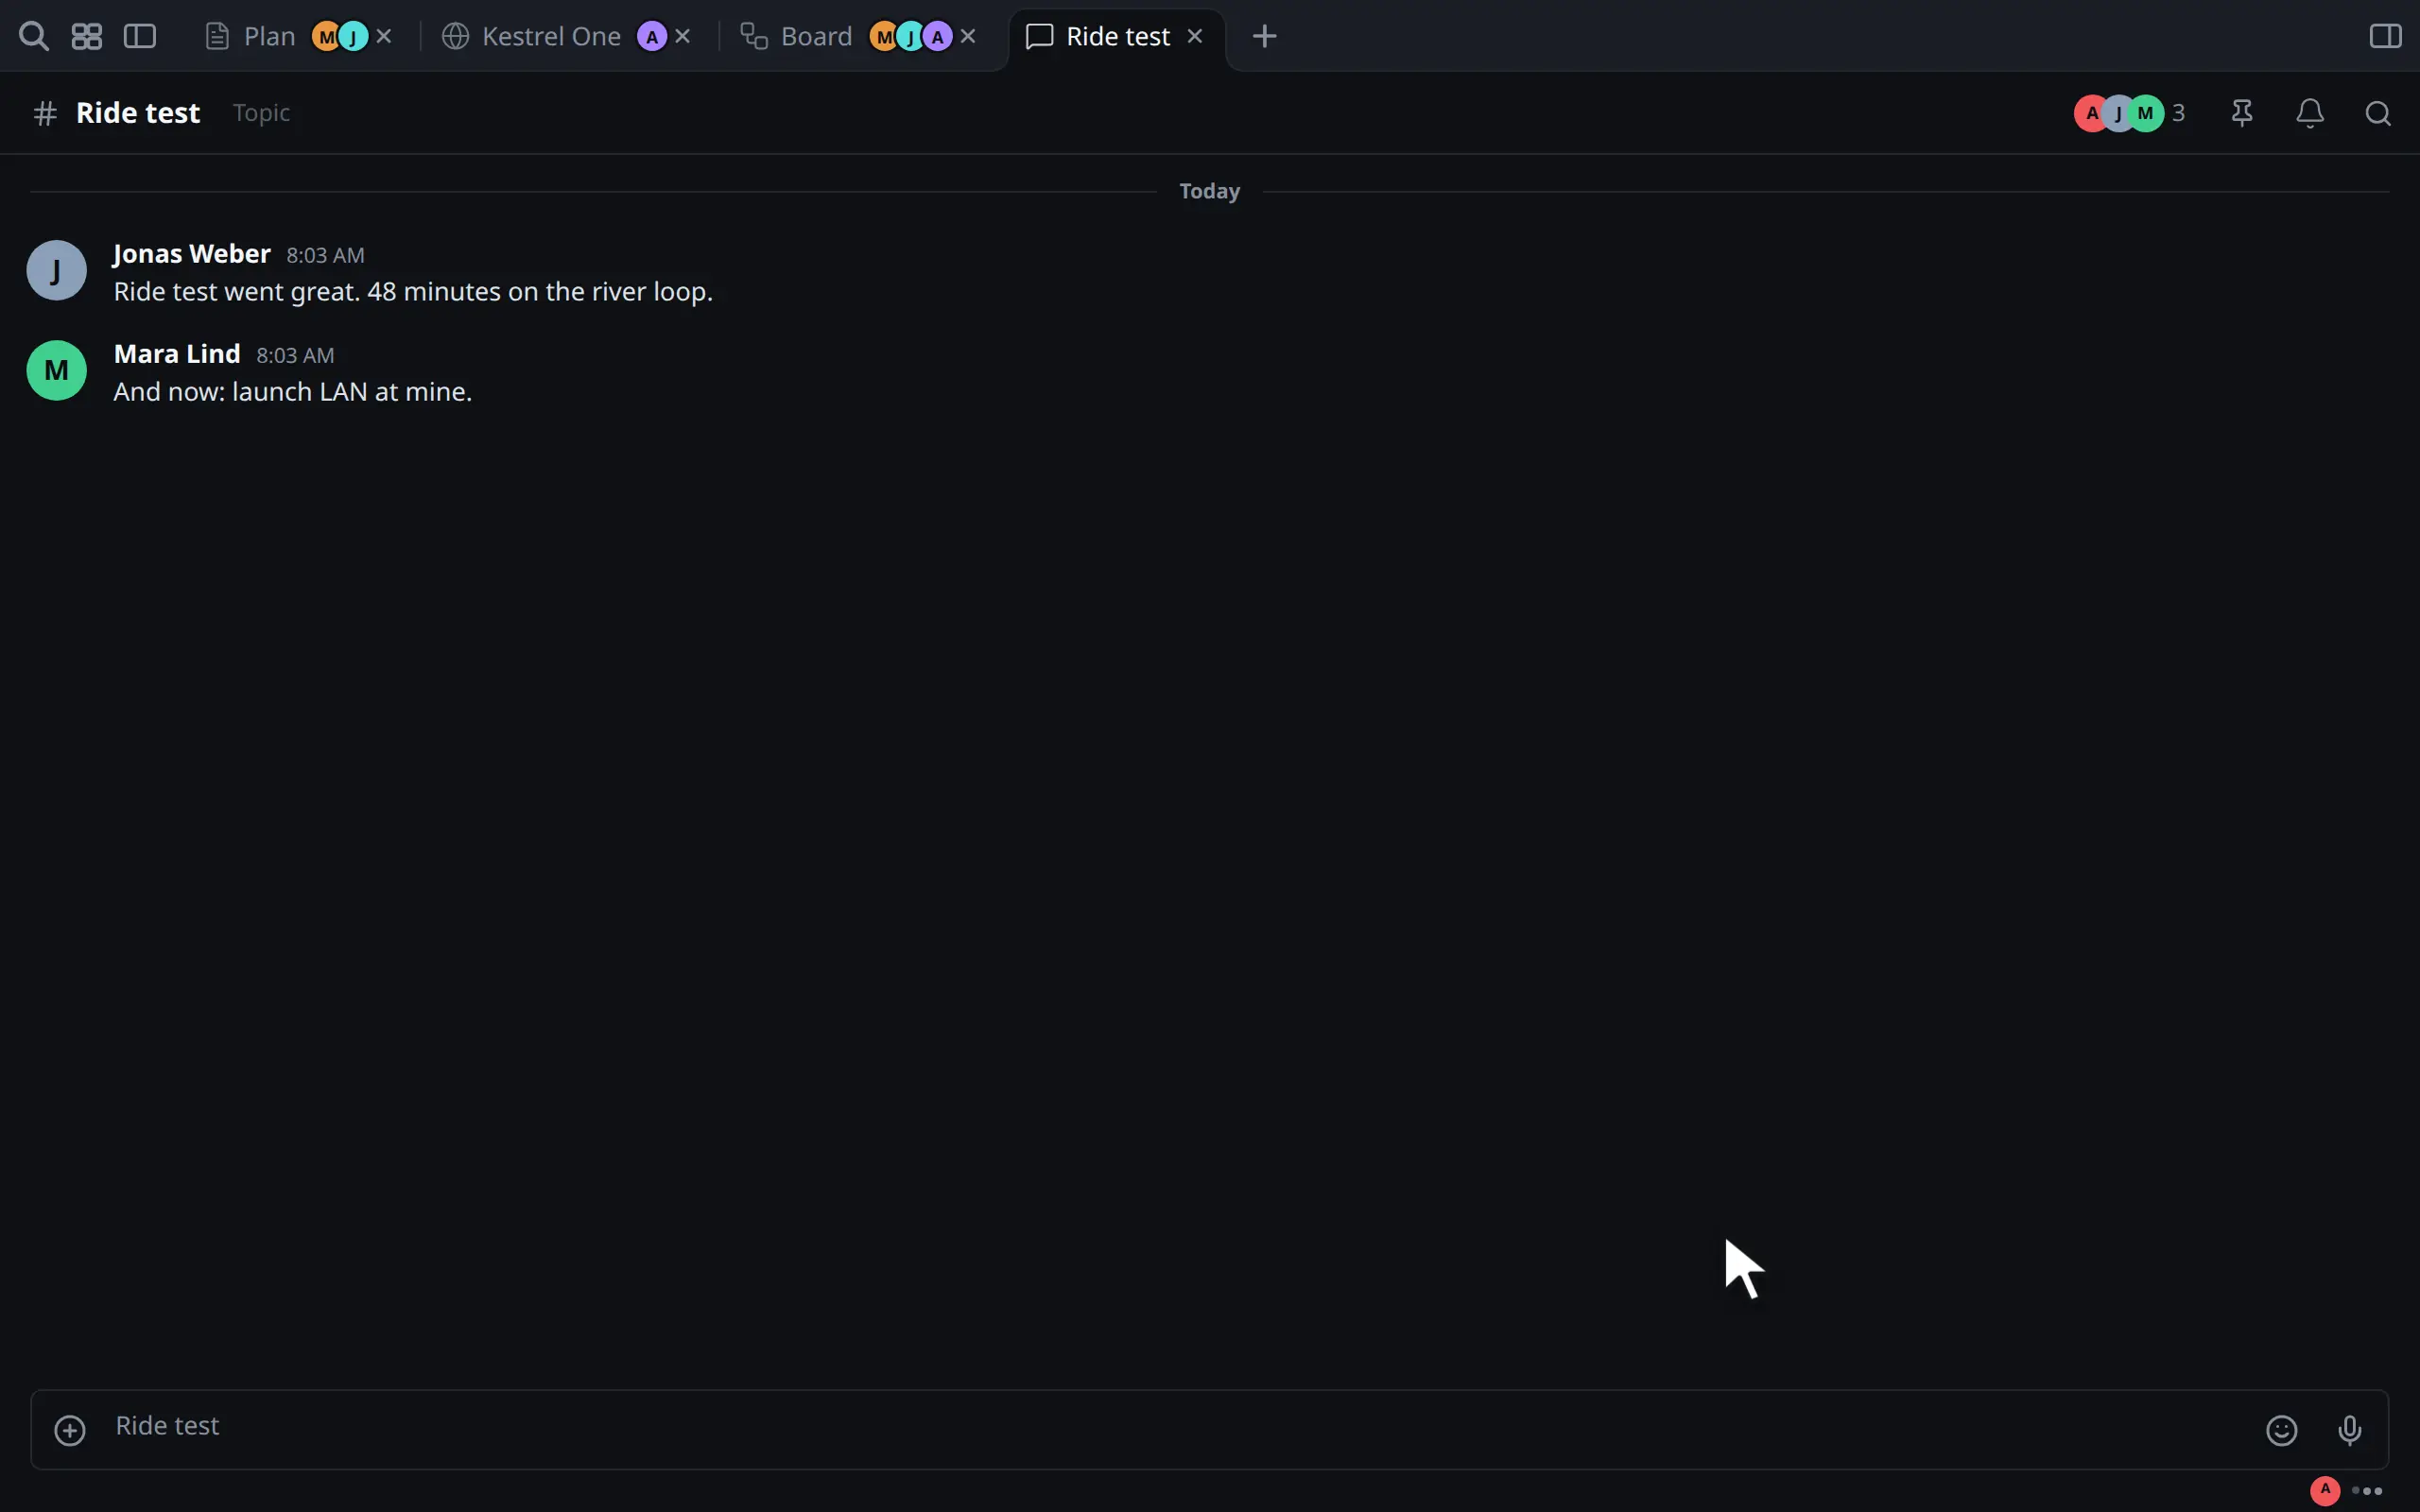 Plan M J Kestrel One A Board M J A Ride test
Ride test Topic A J M 3
Today
J Jonas Weber 8:03 AM
Ride test went great. 48 minutes on the river loop.
M Mara Lind 8:03 AM
And now: launch LAN at mine.
Ride test
A